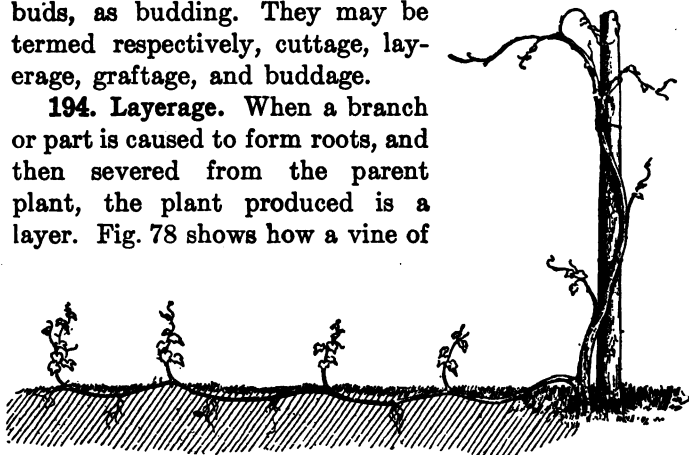 buds, as budding. They may be
termed respectively, cuttage, lay-
erage, graftage, and buddage.
194. Layerage. When a branch
or part is caused to form roots, and
then severed from the parent
plant, the plant produced is a
layer. Fig. 78 shows how a vine of